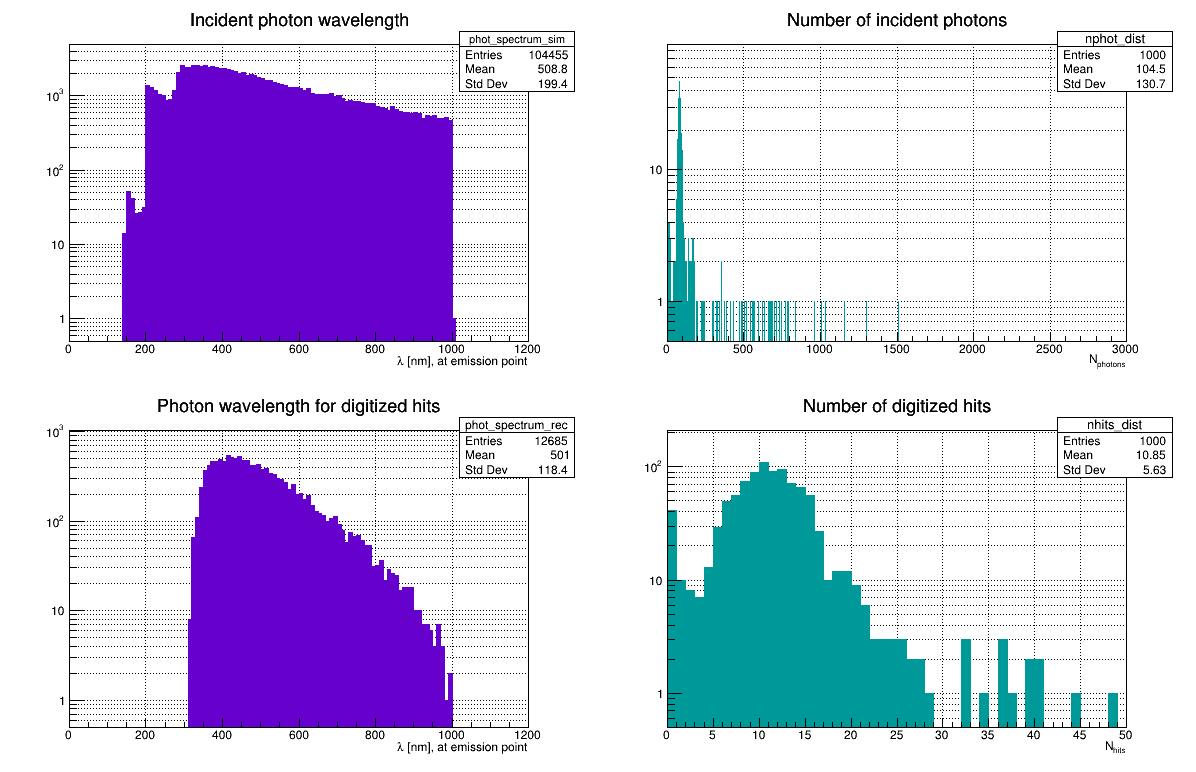 Incident photon wavelength
phot_spectrum_sim
Entries 104455
Mean 508.8
Std Dev 199.4
10³
10²
10
1
0 200 400 600 800 1000 1200
λ [nm], at emission point
Number of incident photons
nphot_dist
Entries 1000
Mean 104.5
Std Dev 130.7
10
1
0 500 1000 1500 2000 2500 3000
Nphotons
Photon wavelength for digitized hits
phot_spectrum_rec
Entries 12685
Mean 501
Std Dev 118.4
10³
10²
10
1
0 200 400 600 800 1000 1200
λ [nm], at emission point
Number of digitized hits
nhits_dist
Entries 1000
Mean 10.85
Std Dev 5.63
10²
10
1
0 5 10 15 20 25 30 35 40 45 50
Nhits